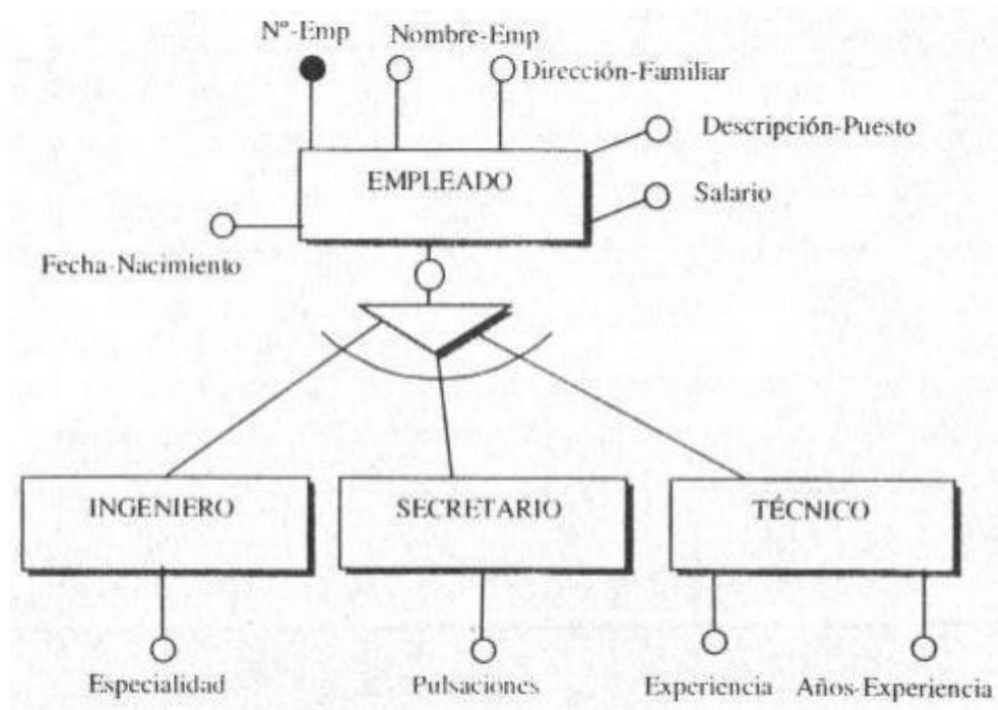 Nº-Emp
Nombre-Emp
Dirección-Familiar
Descripción-Puesto
EMPLEADO
Salario
Fecha-Nacimiento
INGENIERO
SECRETARIO
TÉCNICO
Especialidad
Pulsaciones
Experiencia
Años-Experiencia